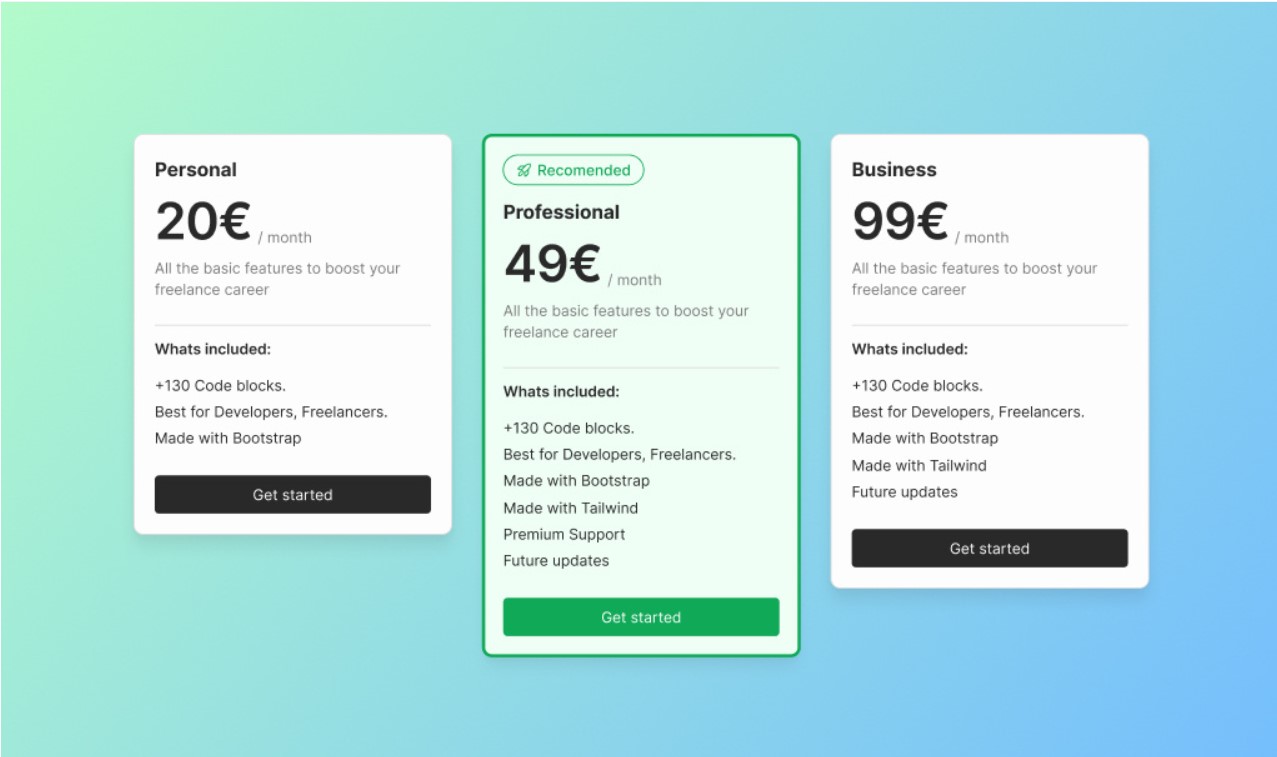 Personal
20€ / month
All the basic features to boost your
freelance career
Whats included:
+130 Code blocks.
Best for Developers, Freelancers.
Made with Bootstrap
Get started
Recomended
Professional
49€ / month
All the basic features to boost your
freelance career
Whats included:
+130 Code blocks.
Best for Developers, Freelancers.
Made with Bootstrap
Made with Tailwind
Premium Support
Future updates
Get started
Business
99€ / month
All the basic features to boost your
freelance career
Whats included:
+130 Code blocks.
Best for Developers, Freelancers.
Made with Bootstrap
Made with Tailwind
Future updates
Get started